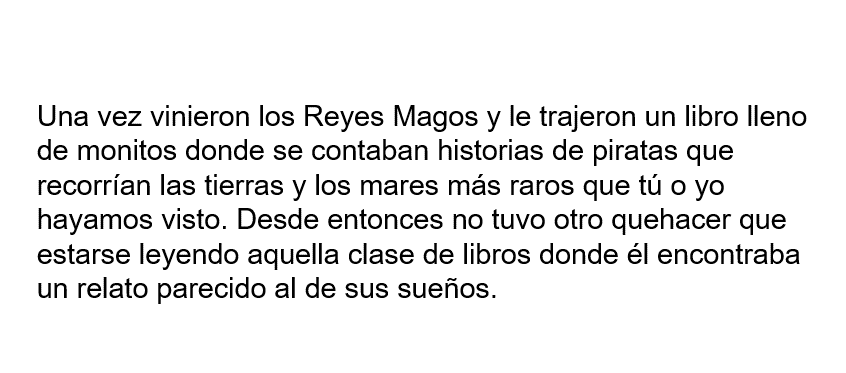 Una vez vinieron los Reyes Magos y le trajeron un libro lleno
de monitos donde se contaban historias de piratas que
recorrían las tierras y los mares más raros que tú o yo
hayamos visto. Desde entonces no tuvo otro quehacer que
estarse leyendo aquella clase de libros donde él encontraba
un relato parecido al de sus sueños.